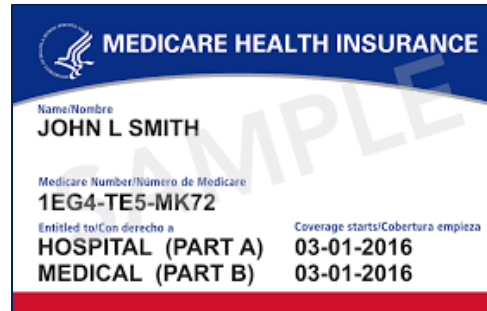 MEDICARE HEALTH INSURANCE
Name/Nombre
JOHN L SMITH
Medicare Number/Número de Medicare
1EG4-TE5-MK72
Entitled to/Con derecho a
HOSPITAL (PART A)
MEDICAL (PART B)
Coverage starts/Cobertura empieza
03-01-2016
03-01-2016
SAMPLE